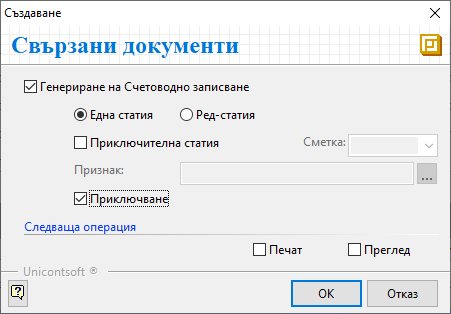 Създаване
Свързани документи
Генериране на Счетоводно записване
Една статия Ред-статия
Приключителна статия Сметка:
Признак: ...
Приключване
Следваща операция
Печат Преглед
Unicontsoft ®
? ОК Отказ